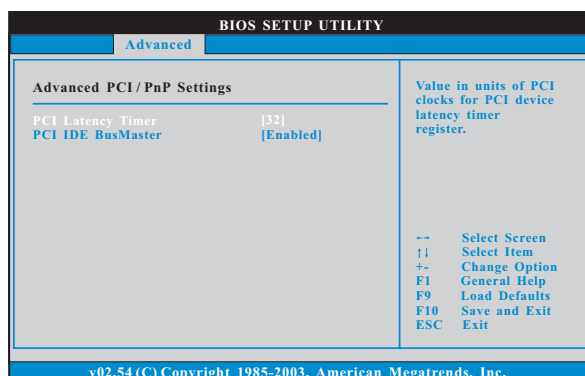 BIOS SETUP UTILITY
Advanced
Advanced PCI / PnP Settings
PCI Latency Timer [32]
PCI IDE BusMaster [Enabled]
Value in units of PCI
clocks for PCI device
latency timer
register.
←→ Select Screen
↑↓ Select Item
+- Change Option
F1 General Help
F9 Load Defaults
F10 Save and Exit
ESC Exit
v02.54 (C) Copyright 1985-2003, American Megatrends, Inc.